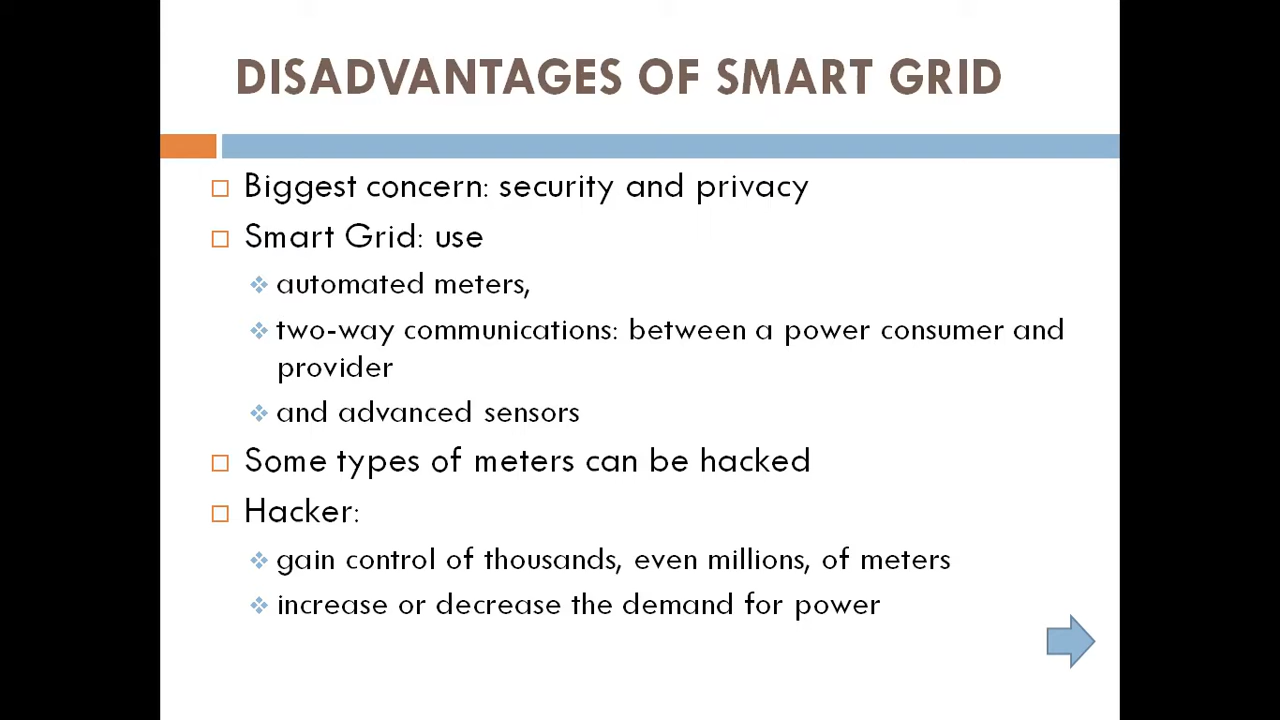 DISADVANTAGES OF SMART GRID
Biggest concern: security and privacy
Smart Grid: use
automated meters,
two-way communications: between a power consumer and
provider
and advanced sensors
Some types of meters can be hacked
Hacker:
gain control of thousands, even millions, of meters
increase or decrease the demand for power